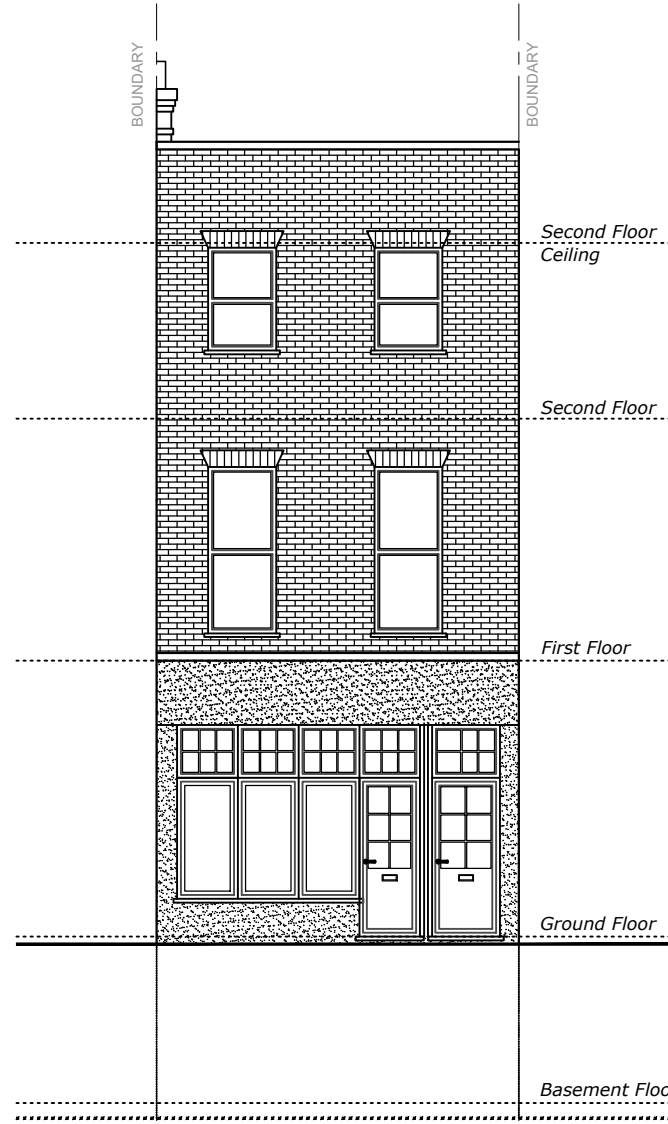 BOUNDARY
BOUNDARY
Second Floor
Ceiling
Second Floor
First Floor
Ground Floor
Basement Floo